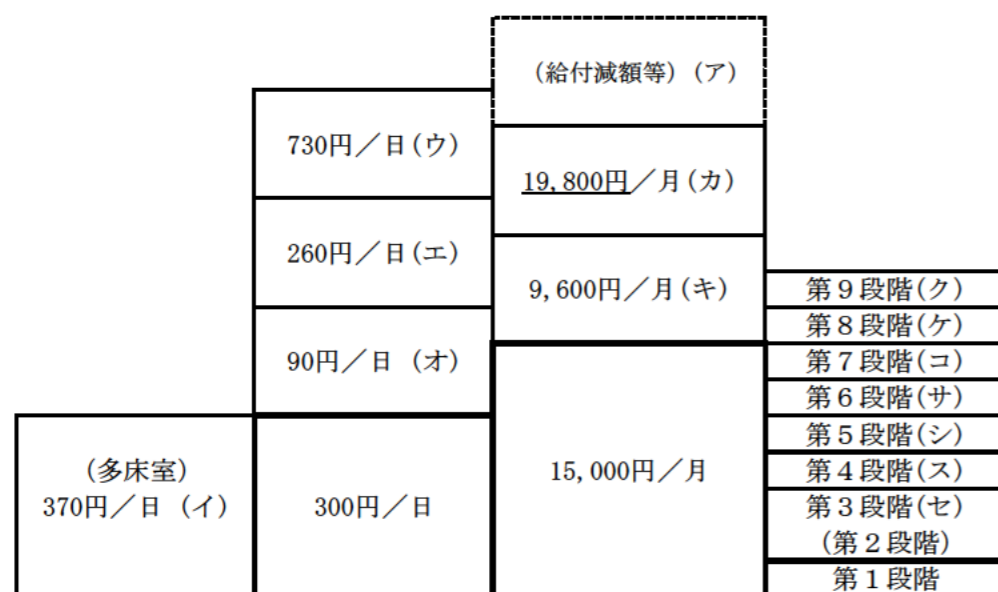 (給付減額等)(ア)
730円／日(ウ)
19,800円／月(カ)
260円／日(エ)
9,600円／月(キ)
第９段階(ク)
第８段階(ケ)
90円／日 (オ)
第７段階(コ)
第６段階(サ)
第５段階(シ)
(多床室)
370円／日 (イ)
300円／日
15,000円／月
第４段階(ス)
第３段階(セ)
(第２段階)
第１段階